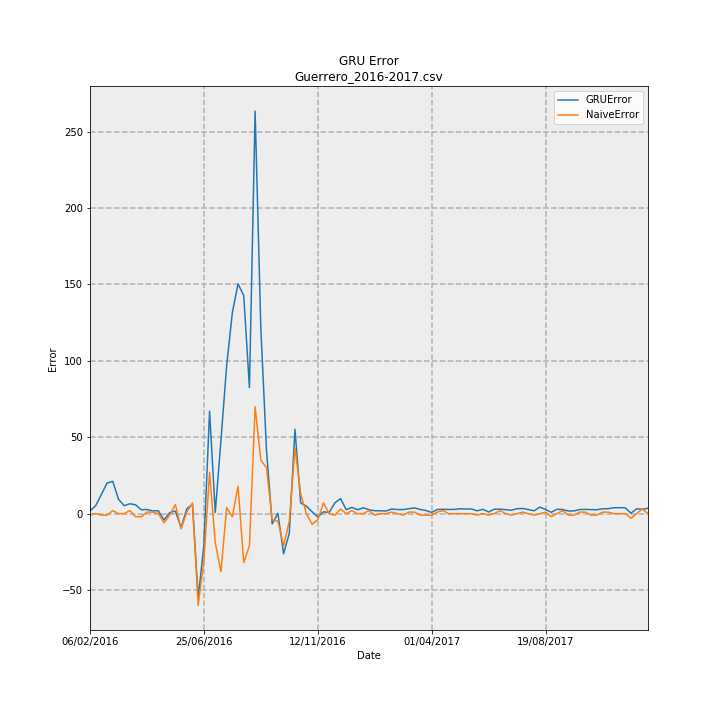 GRU Error
Guerrero_2016-2017.csv
GRUError
NaiveError
250
200
150
100
50
0
−50
Error
06/02/2016
25/06/2016
12/11/2016
01/04/2017
19/08/2017
Date